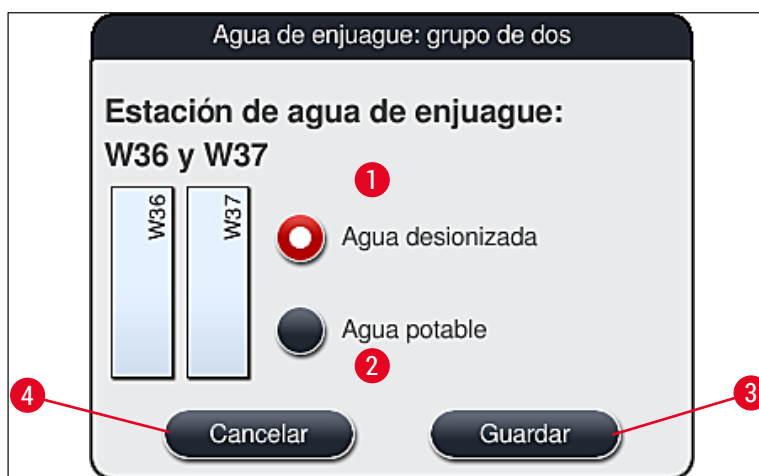 Agua de enjuague: grupo de dos
Estación de agua de enjuague:
W36 y W37
W36
W37
1
Agua desionizada
Agua potable
2
4
Cancelar
Guardar
3